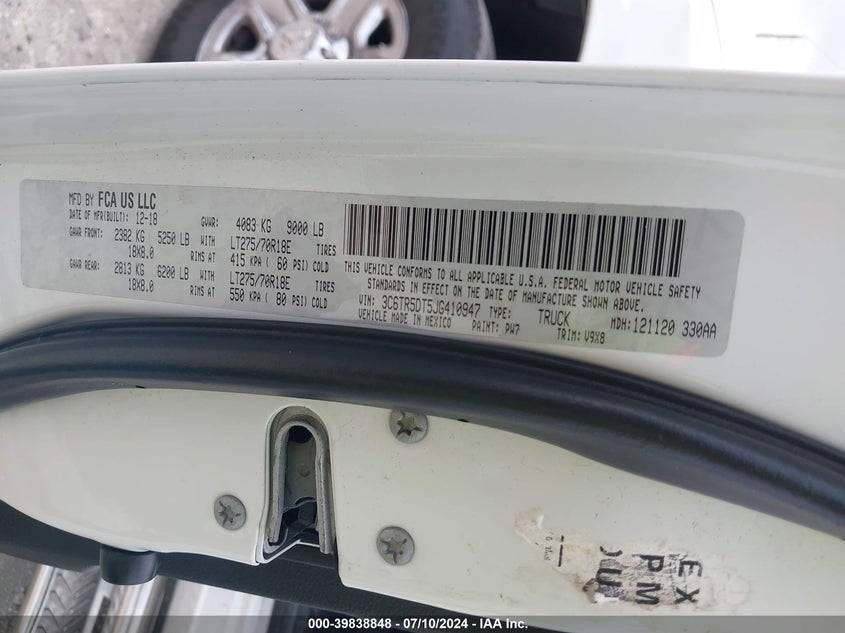 MFD BY FCA US LLC
DATE OF MFR(BUILT): 12-18 GVWR: 4083 KG 9000 LB
GAWR FRONT: 2382 KG 5250 LB WITH LT275/70R18E TIRES
18X8.0 RIMS AT 415 KPA ( 60 PSI) COLD
GAWR REAR: 2813 KG 6200 LB WITH LT275/70R18E TIRES
18X8.0 RIMS AT 550 KPA ( 80 PSI) COLD
THIS VEHICLE CONFORMS TO ALL APPLICABLE U.S.A. FEDERAL MOTOR VEHICLE SAFETY
STANDARDS IN EFFECT ON THE DATE OF MANUFACTURE SHOWN ABOVE.
VIN: 3C6TR5DT5JG410947 TYPE: TRUCK MDH: 121120 330AA
VEHICLE MADE IN MEXICO PAINT: PW7 TRIM: V9X8
EX
PM
000-39838848 - 07/10/2024 - IAA, Inc.